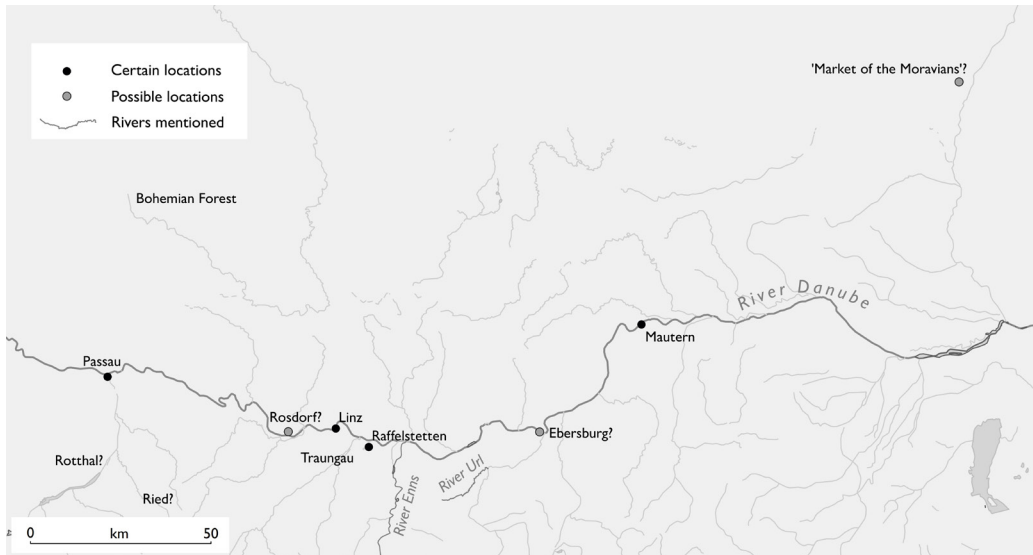 Certain locations
Possible locations
Rivers mentioned
'Market of the Moravians'?
Bohemian Forest
River Danube
Mautern
Passau
Rosdorf?
Linz
Raffelstetten
Ebersburg?
Traungau
Rotthal?
River Url
Ried?
River Enns
0 km 50